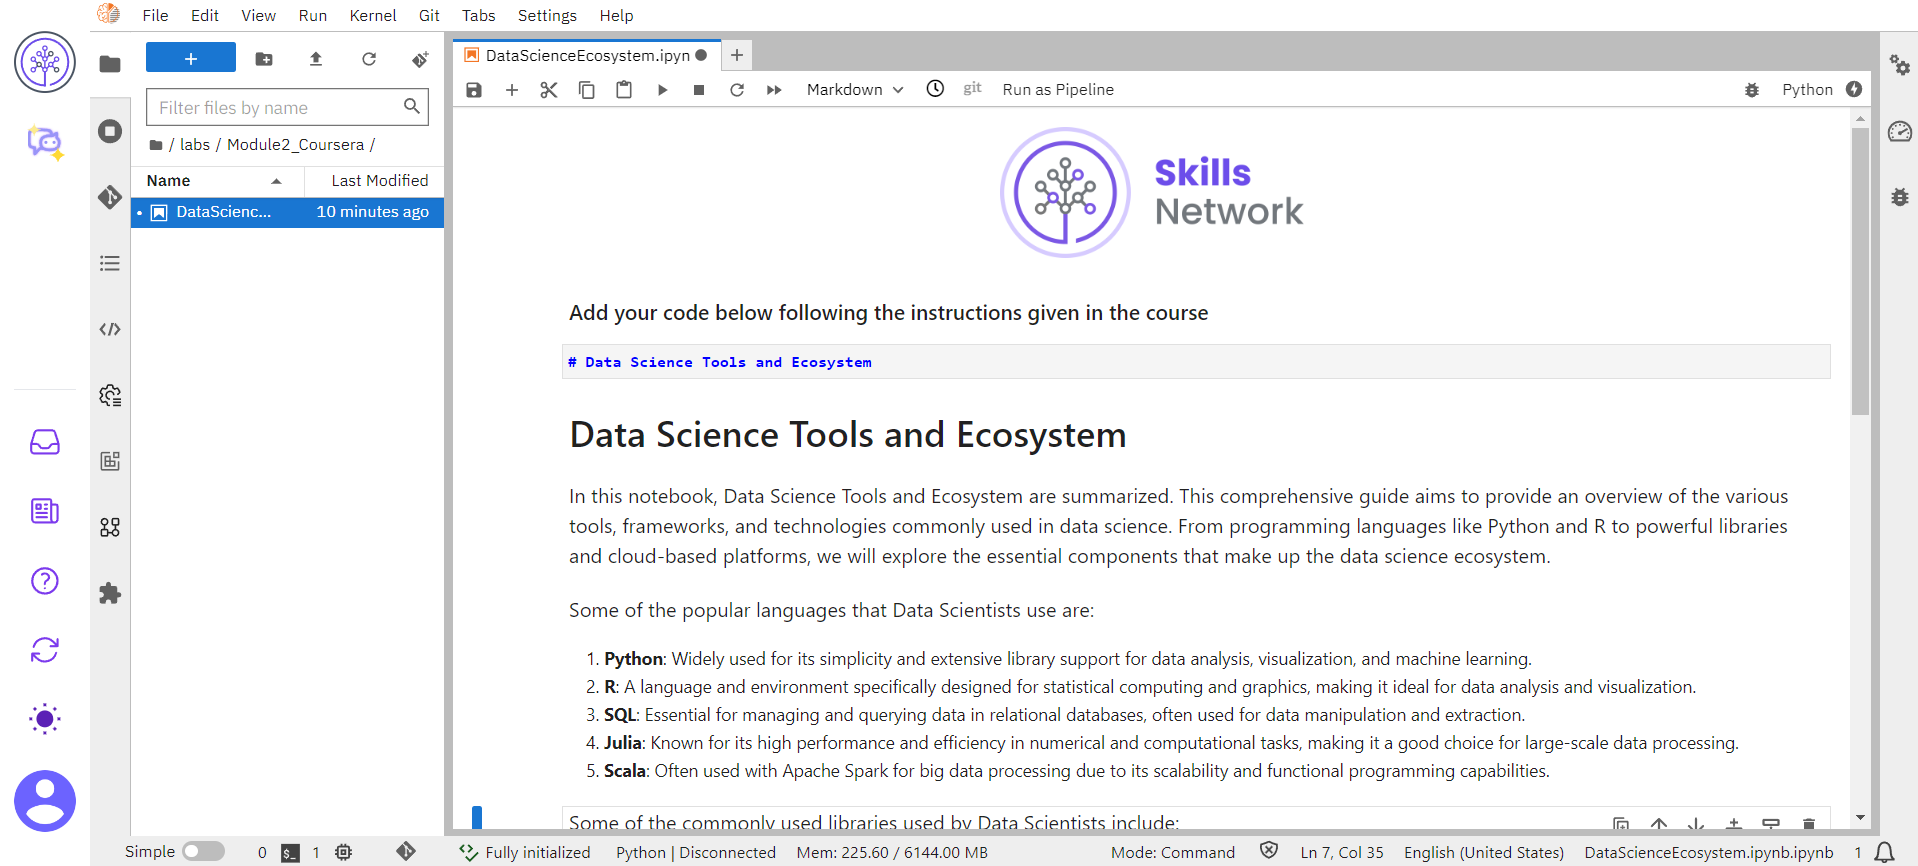 File Edit View Run Kernel Git Tabs Settings Help
+
Filter files by name
/ labs / Module2_Coursera /
Name Last Modified
DataScienc... 10 minutes ago
DataScienceEcosystem.ipyn
Markdown git Run as Pipeline Python
Skills
Network
Add your code below following the instructions given in the course
# Data Science Tools and Ecosystem
Data Science Tools and Ecosystem
In this notebook, Data Science Tools and Ecosystem are summarized. This comprehensive guide aims to provide an overview of the various
tools, frameworks, and technologies commonly used in data science. From programming languages like Python and R to powerful libraries
and cloud-based platforms, we will explore the essential components that make up the data science ecosystem.
Some of the popular languages that Data Scientists use are:
1. Python: Widely used for its simplicity and extensive library support for data analysis, visualization, and machine learning.
2. R: A language and environment specifically designed for statistical computing and graphics, making it ideal for data analysis and visualization.
3. SQL: Essential for managing and querying data in relational databases, often used for data manipulation and extraction.
4. Julia: Known for its high performance and efficiency in numerical and computational tasks, making it a good choice for large-scale data processing.
5. Scala: Often used with Apache Spark for big data processing due to its scalability and functional programming capabilities.
Some of the commonly used libraries used by Data Scientists include:
Simple 0 $_ 1 Fully initialized Python | Disconnected Mem: 225.60 / 6144.00 MB Mode: Command Ln 7, Col 35 English (United States) DataScienceEcosystem.ipynb.ipynb 1